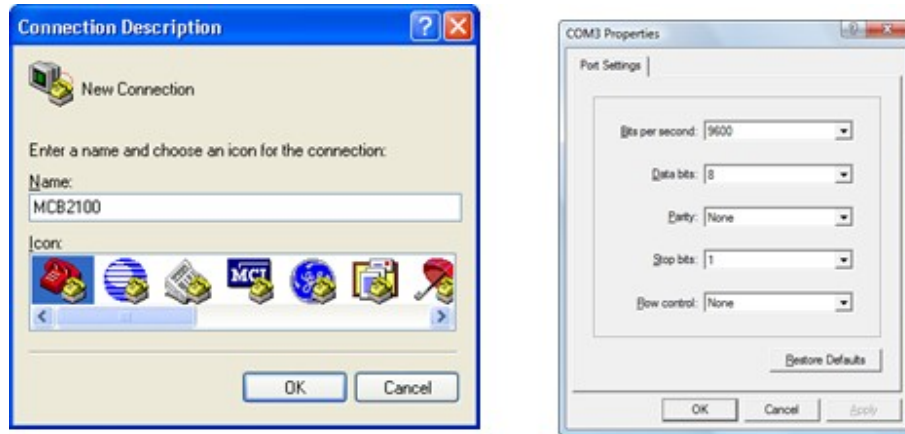 Connection Description
New Connection
Enter a name and choose an icon for the connection:
Name:
MCB2100
Icon:
MCI
OK Cancel
COM3 Properties
Port Settings
Bits per second: 9600
Data bits: 8
Parity: None
Stop bits: 1
Flow control: None
Restore Defaults
OK Cancel Apply